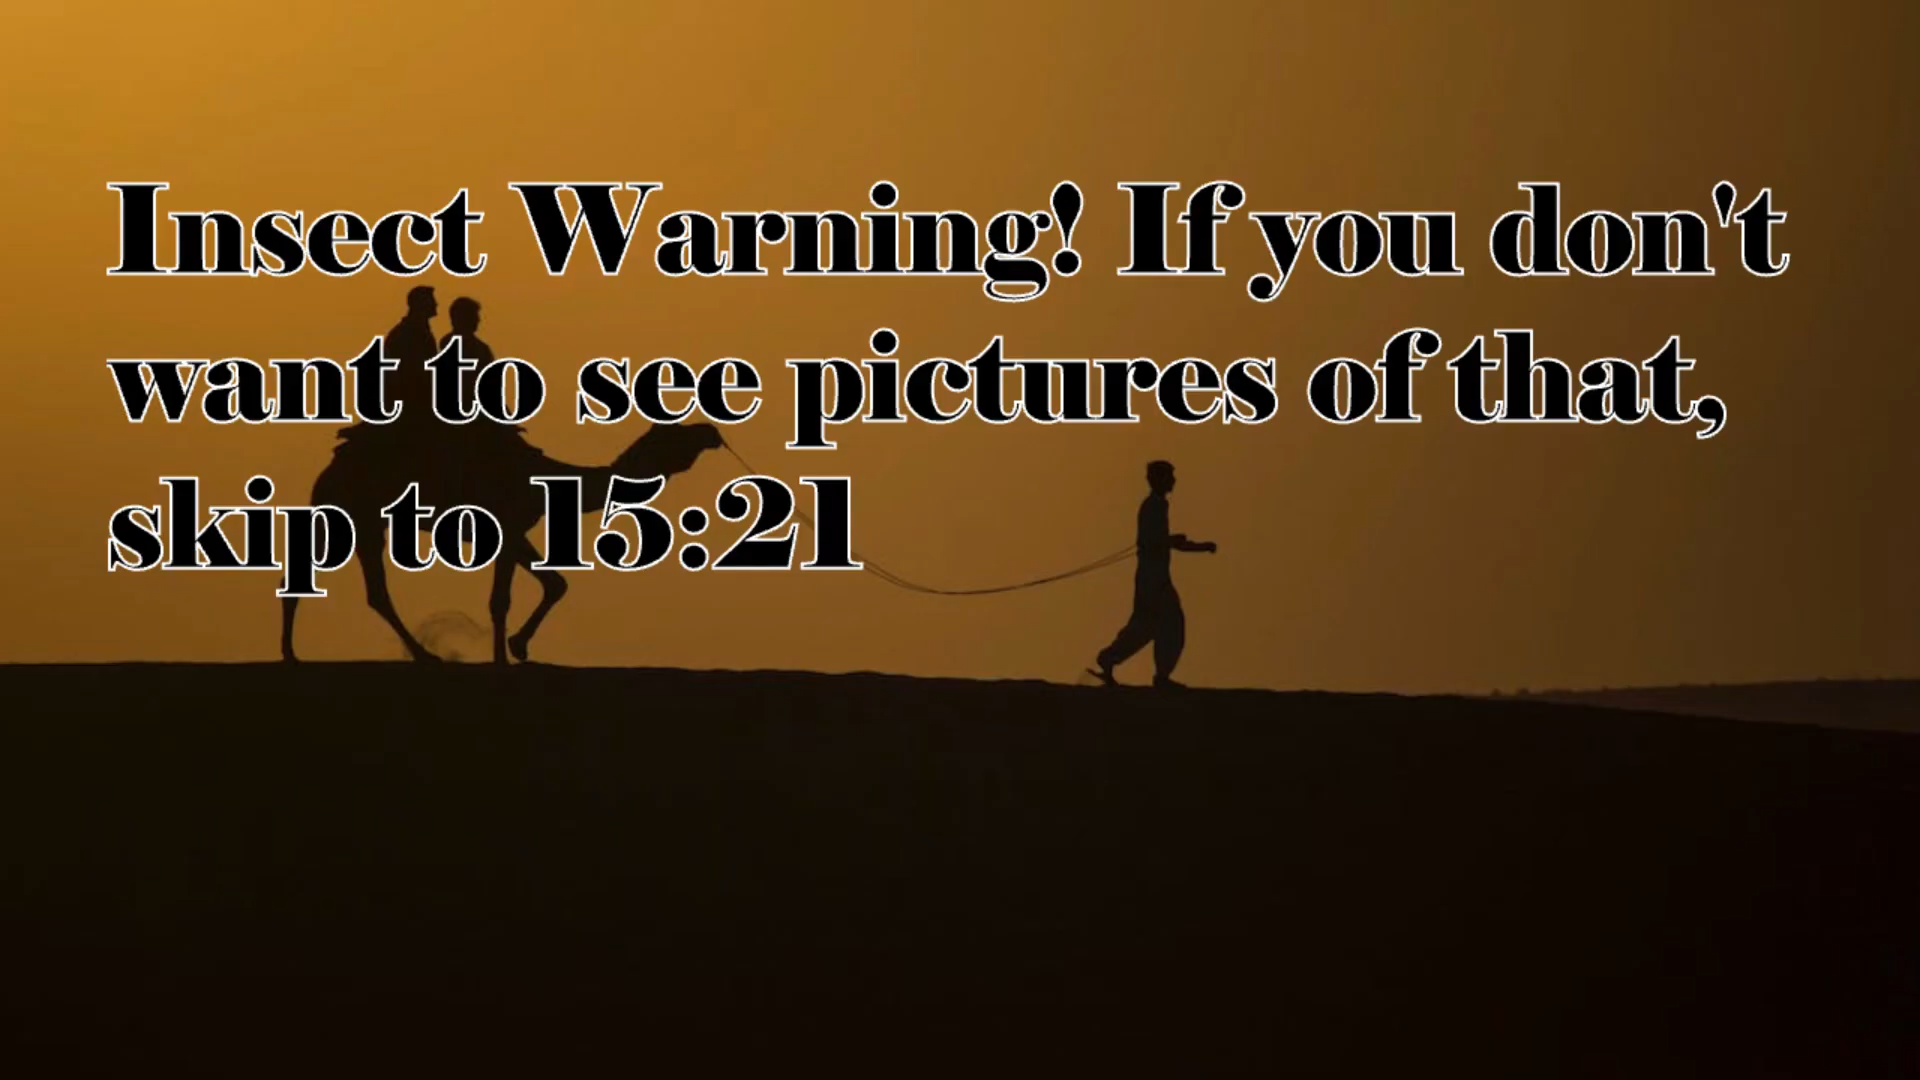 Insect Warning! If you don't
want to see pictures of that,
skip to 15:21